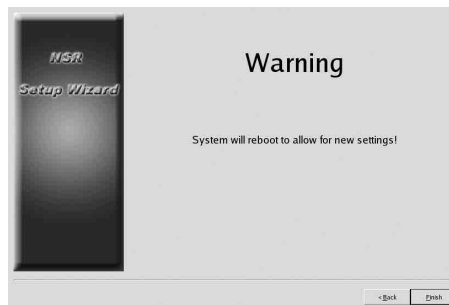 NSR
Setup Wizard
Warning
System will reboot to allow for new settings!
< Back
Finish